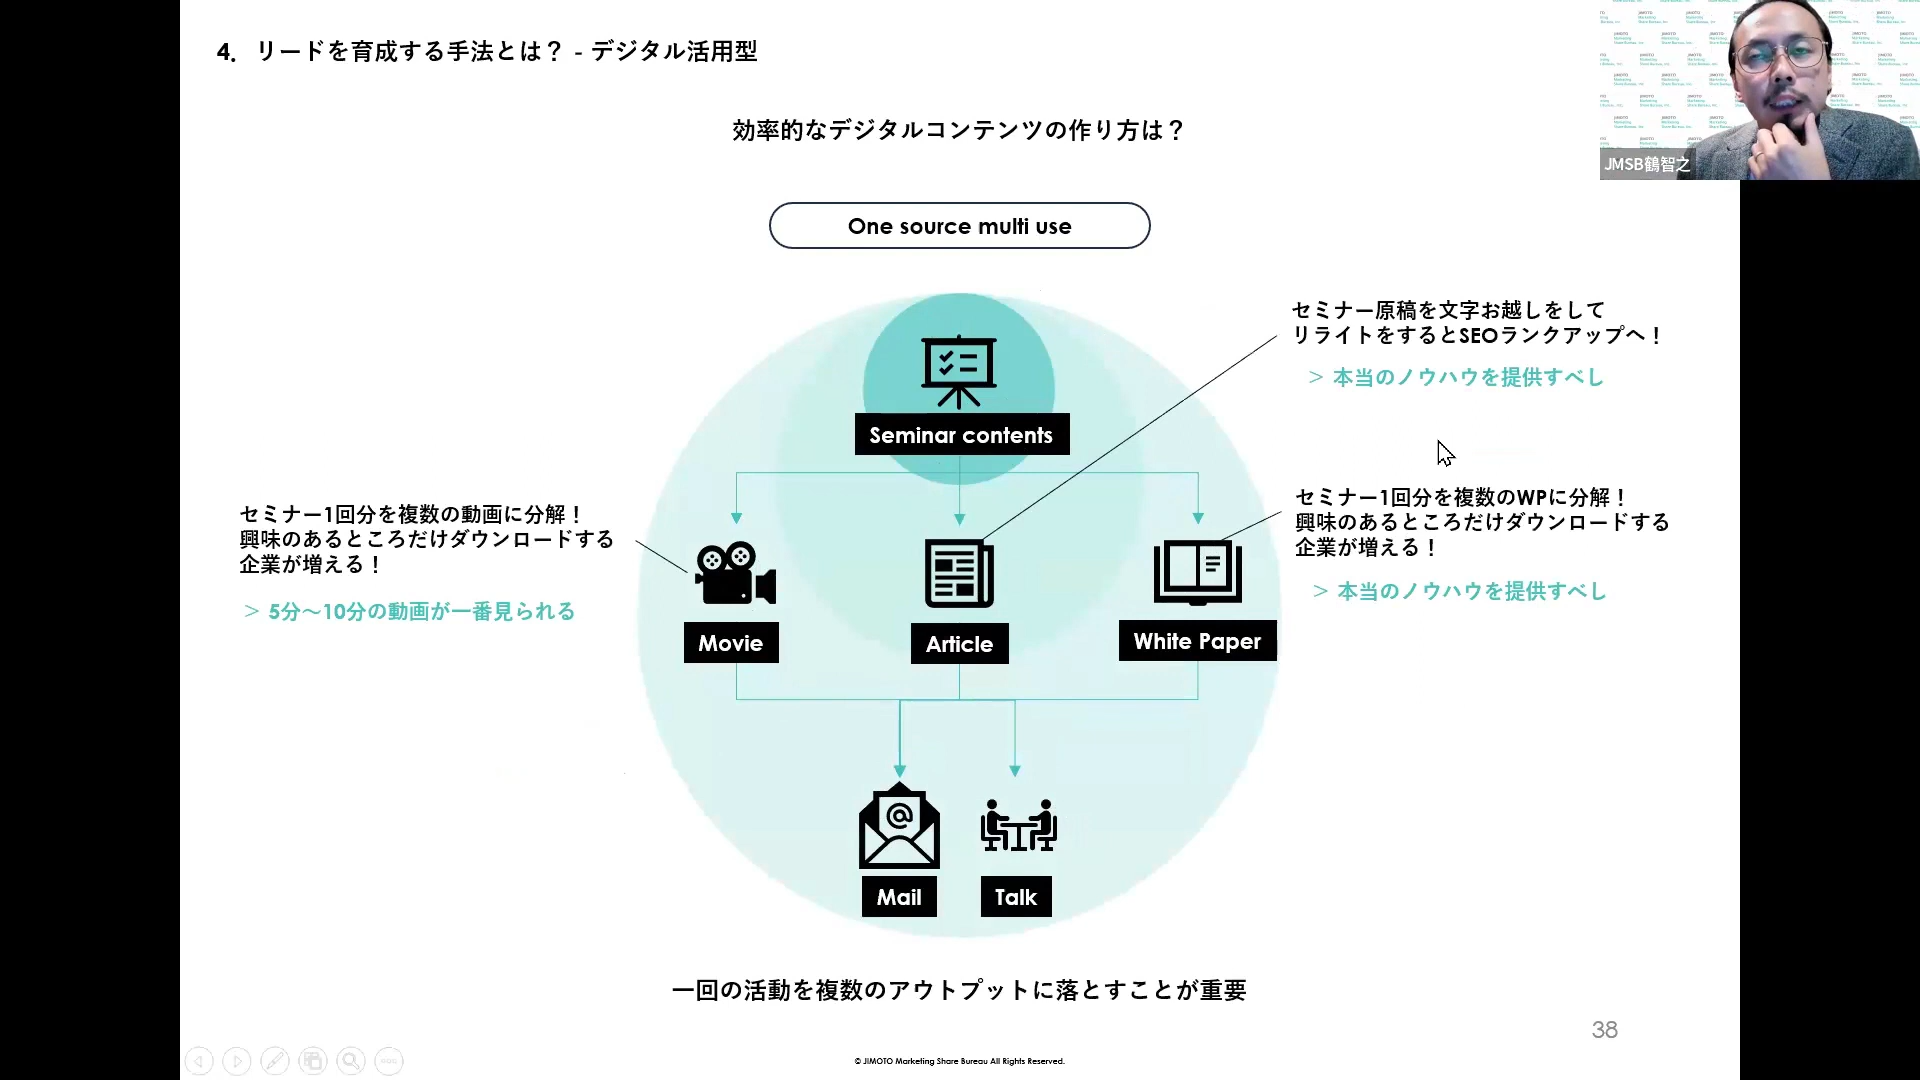 4. リードを育成する手法とは？ - デジタル活用型
効率的なデジタルコンテンツの作り方は？
JMSB鶴智之
One source multi use
セミナー原稿を文字お越しをして
リライトをするとSEOランクアップへ！
＞ 本当のノウハウを提供すべし
Seminar contents
セミナー1回分を複数の動画に分解！
興味のあるところだけダウンロードする
企業が増える！
＞ 5分〜10分の動画が一番見られる
セミナー1回分を複数のWPに分解！
興味のあるところだけダウンロードする
企業が増える！
＞ 本当のノウハウを提供すべし
Movie
Article
White Paper
Mail
Talk
一回の活動を複数のアウトプットに落とすことが重要
38
© JIMOTO Marketing Share Bureau All Rights Reserved.